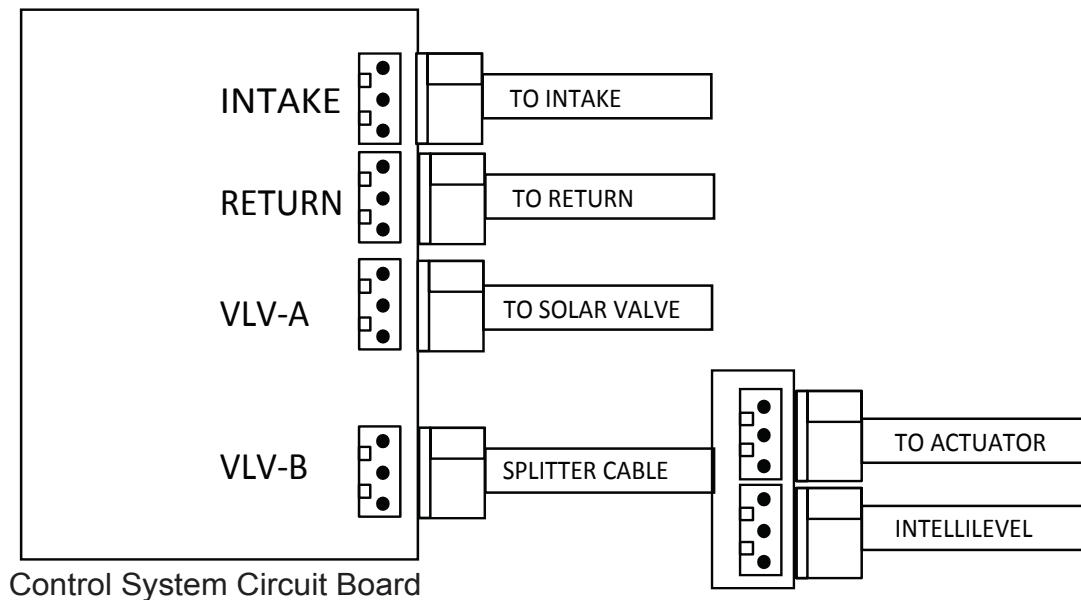 INTAKE
TO INTAKE
RETURN
TO RETURN
VLV-A
TO SOLAR VALVE
VLV-B
SPLITTER CABLE
TO ACTUATOR
INTELLILEVEL
Control System Circuit Board